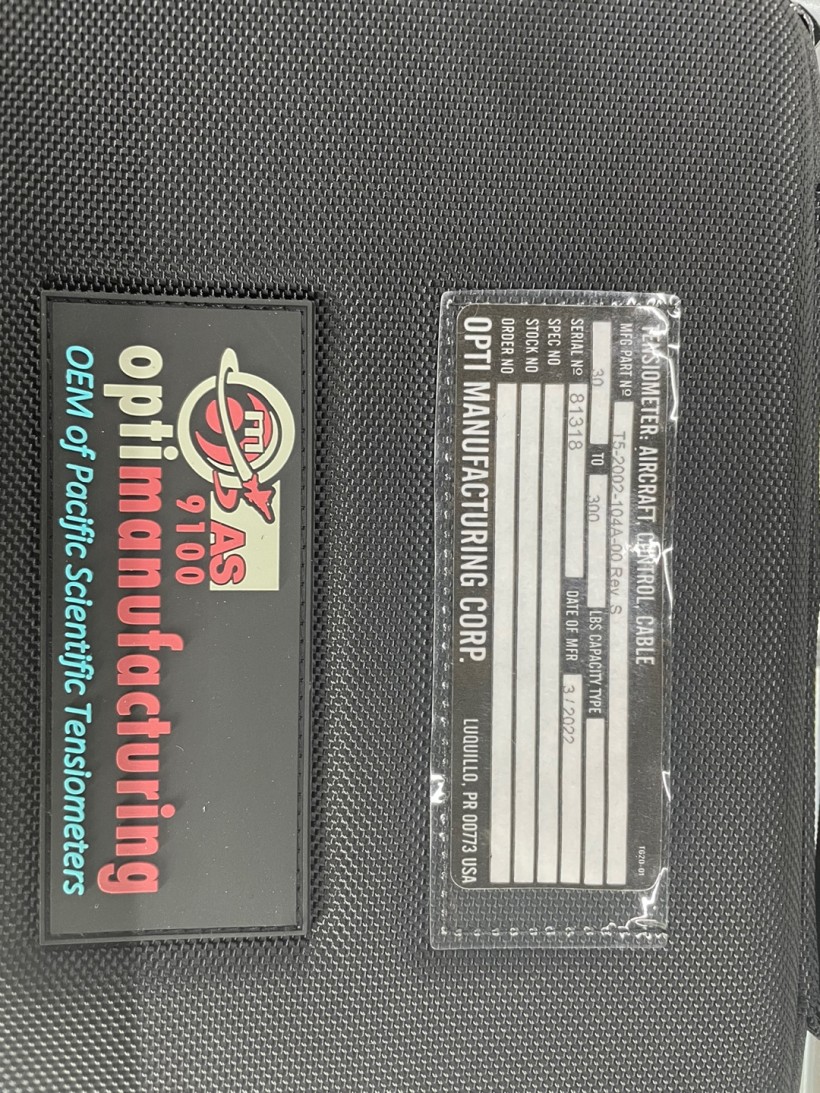 TENSIOMETER: AIRCRAFT, CONTROL, CABLE
1620-01
MFG PART Nº T5-2002-104A-00 Rev. S
30 TO 300 LBS CAPACITY TYPE
SERIAL Nº 81318 DATE OF MFR 3 / 2022
SPEC NO
STOCK NO
ORDER NO
OPTI MANUFACTURING CORP. LUQUILLO, PR 00773 USA
m
AS
9100
optimanufacturing
OEM of Pacific Scientific Tensiometers